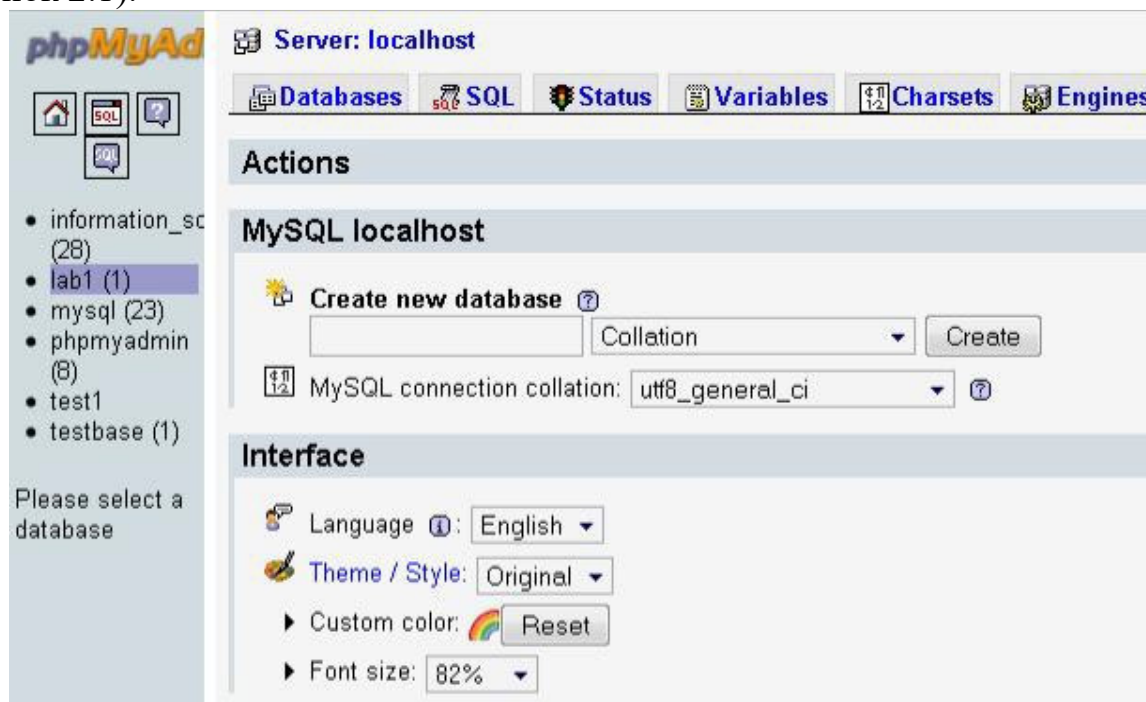 phpMyAd
information_sc
(28)
lab1 (1)
mysql (23)
phpmyadmin
(8)
test1
testbase (1)
Please select a
database
Server: localhost
Databases SQL Status Variables Charsets Engines
Actions
MySQL localhost
Create new database
Collation Create
MySQL connection collation: utf8_general_ci
Interface
Language : English
Theme / Style: Original
Custom color: Reset
Font size: 82%